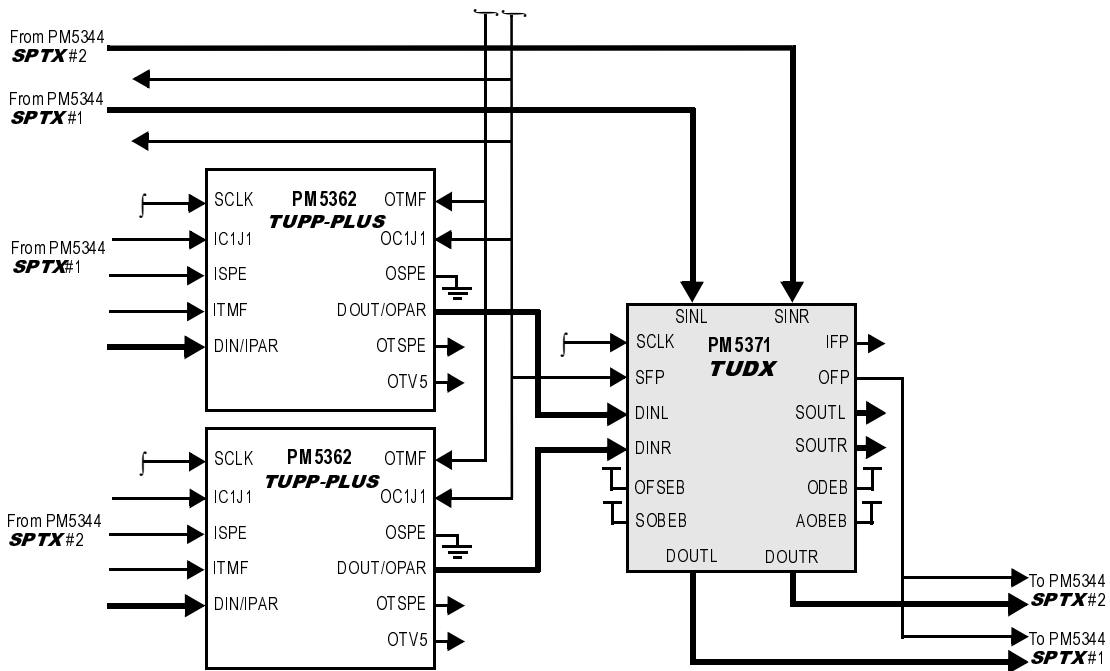 From PM5344
SPTX #2
From PM5344
SPTX #1
From PM5344
SPTX#1
SCLK
IC1J1
ISPE
ITMF
DIN/IPAR
PM5362
TUPP-PLUS
OTMF
OC1J1
OSPE
DOUT/OPAR
OTSPE
OTV5
From PM5344
SPTX #2
SCLK
IC1J1
ISPE
ITMF
DIN/IPAR
PM5362
TUPP-PLUS
OTMF
OC1J1
OSPE
DOUT/OPAR
OTSPE
OTV5
SINL
SINR
SCLK
SFP
DINL
DINR
OFSEB
SOBEB
PM5371
TUDX
IFP
OFP
SOUTL
SOUTR
ODEB
AOBEB
DOUTL
DOUTR
To PM5344
SPTX #2
To PM5344
SPTX #1